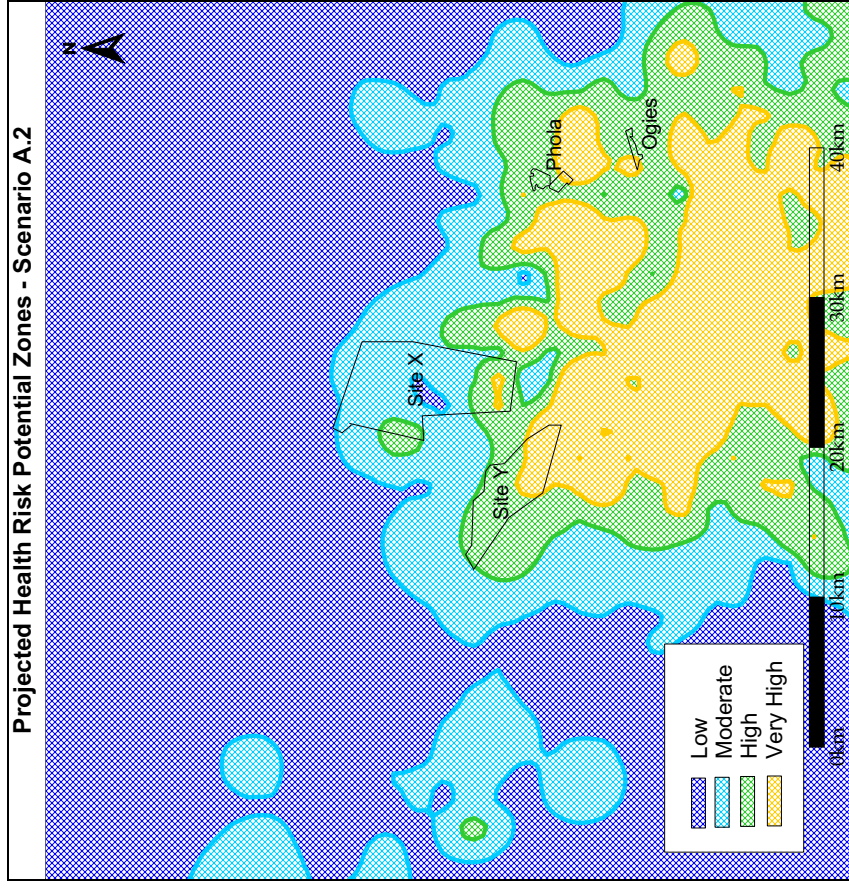 Projected Health Risk Potential Zones - Scenario A.2
N
Phola
Ogies
Site X
Site Y
Low
Moderate
High
Very High
0km
10km
20km
30km
40km